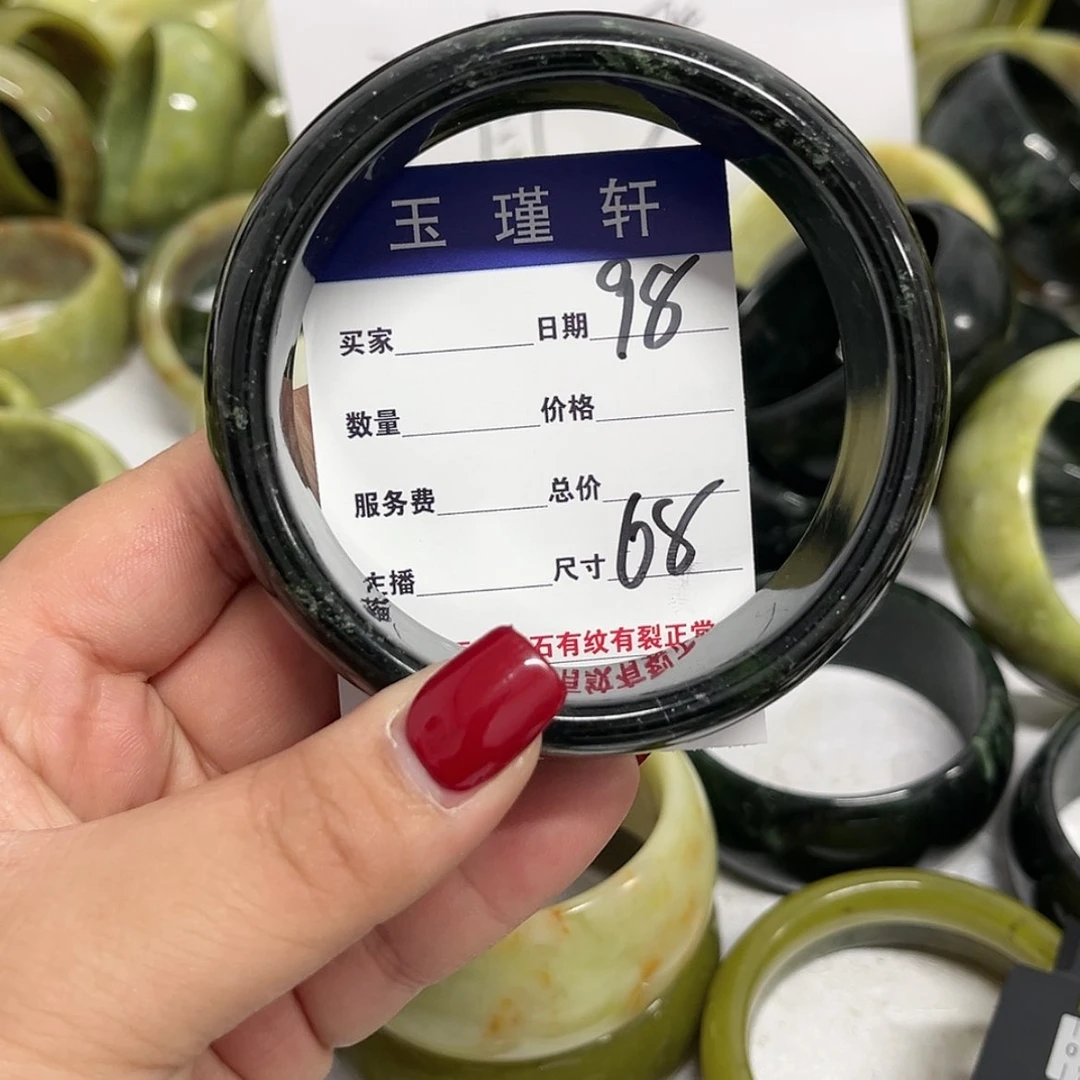 玉瑾轩
买家 日期 98
数量 价格
服务费 总价
主播 尺寸 68
石有纹有裂正常